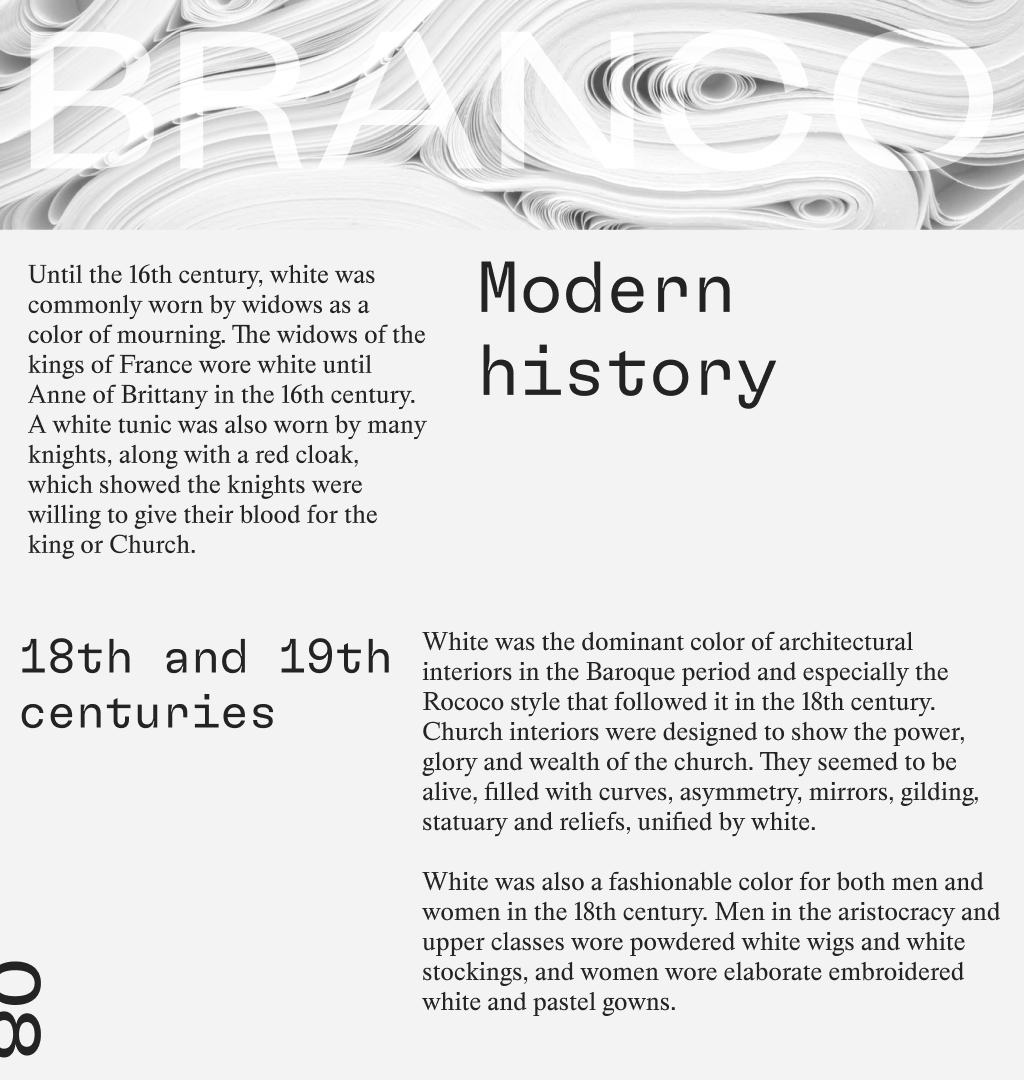 BRANCO
Modern
history
Until the 16th century, white was
commonly worn by widows as a
color of mourning. The widows of the
kings of France wore white until
Anne of Brittany in the 16th century.
A white tunic was also worn by many
knights, along with a red cloak,
which showed the knights were
willing to give their blood for the
king or Church.
18th and 19th
centuries
White was the dominant color of architectural
interiors in the Baroque period and especially the
Rococo style that followed it in the 18th century.
Church interiors were designed to show the power,
glory and wealth of the church. They seemed to be
alive, filled with curves, asymmetry, mirrors, gilding,
statuary and reliefs, unified by white.
White was also a fashionable color for both men and
women in the 18th century. Men in the aristocracy and
upper classes wore powdered white wigs and white
stockings, and women wore elaborate embroidered
white and pastel gowns.
80